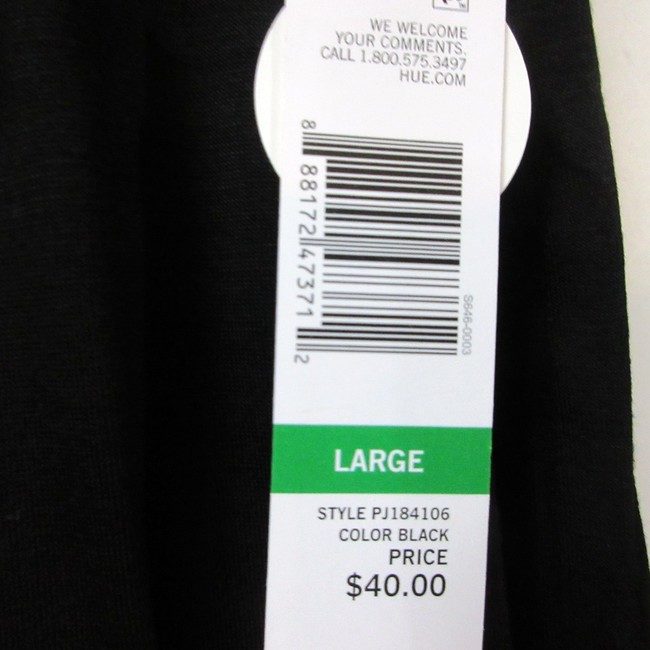 WE WELCOME
YOUR COMMENTS.
CALL 1.800.575.3497
HUE.COM
8 88172 47371 2
S646-0003
LARGE
STYLE PJ184106
COLOR BLACK
PRICE
$40.00